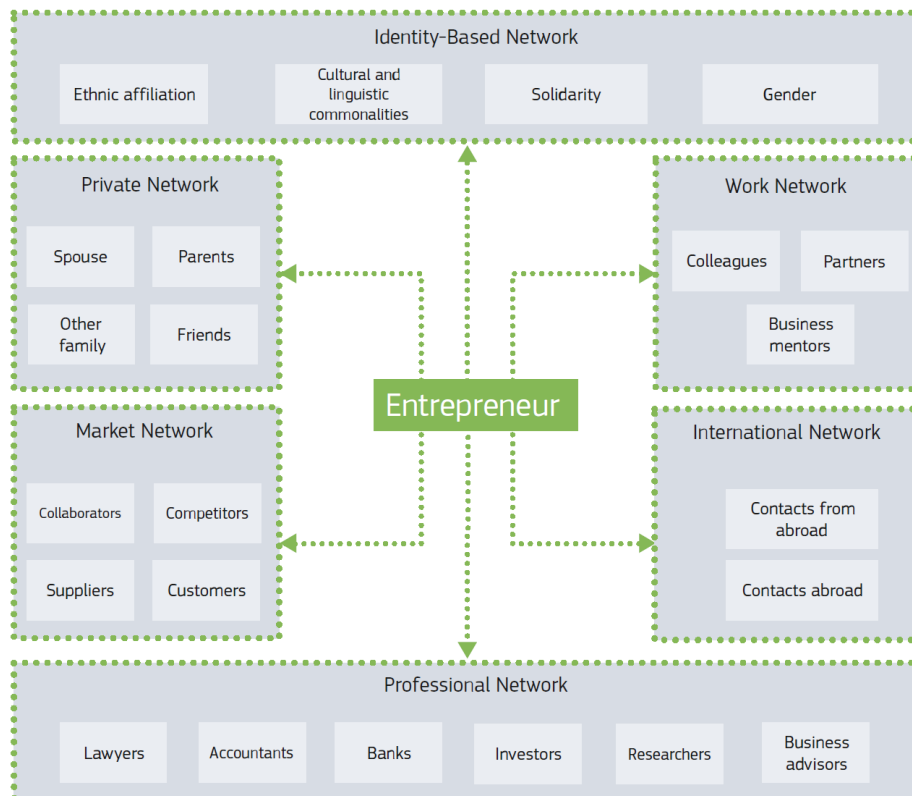 Identity-Based Network
Ethnic affiliation
Cultural and
linguistic
commonalities
Solidarity
Gender
Private Network
Spouse
Parents
Other
family
Friends
Work Network
Colleagues
Partners
Business
mentors
Entrepreneur
Market Network
Collaborators
Competitors
Suppliers
Customers
International Network
Contacts from
abroad
Contacts abroad
Professional Network
Lawyers
Accountants
Banks
Investors
Researchers
Business
advisors